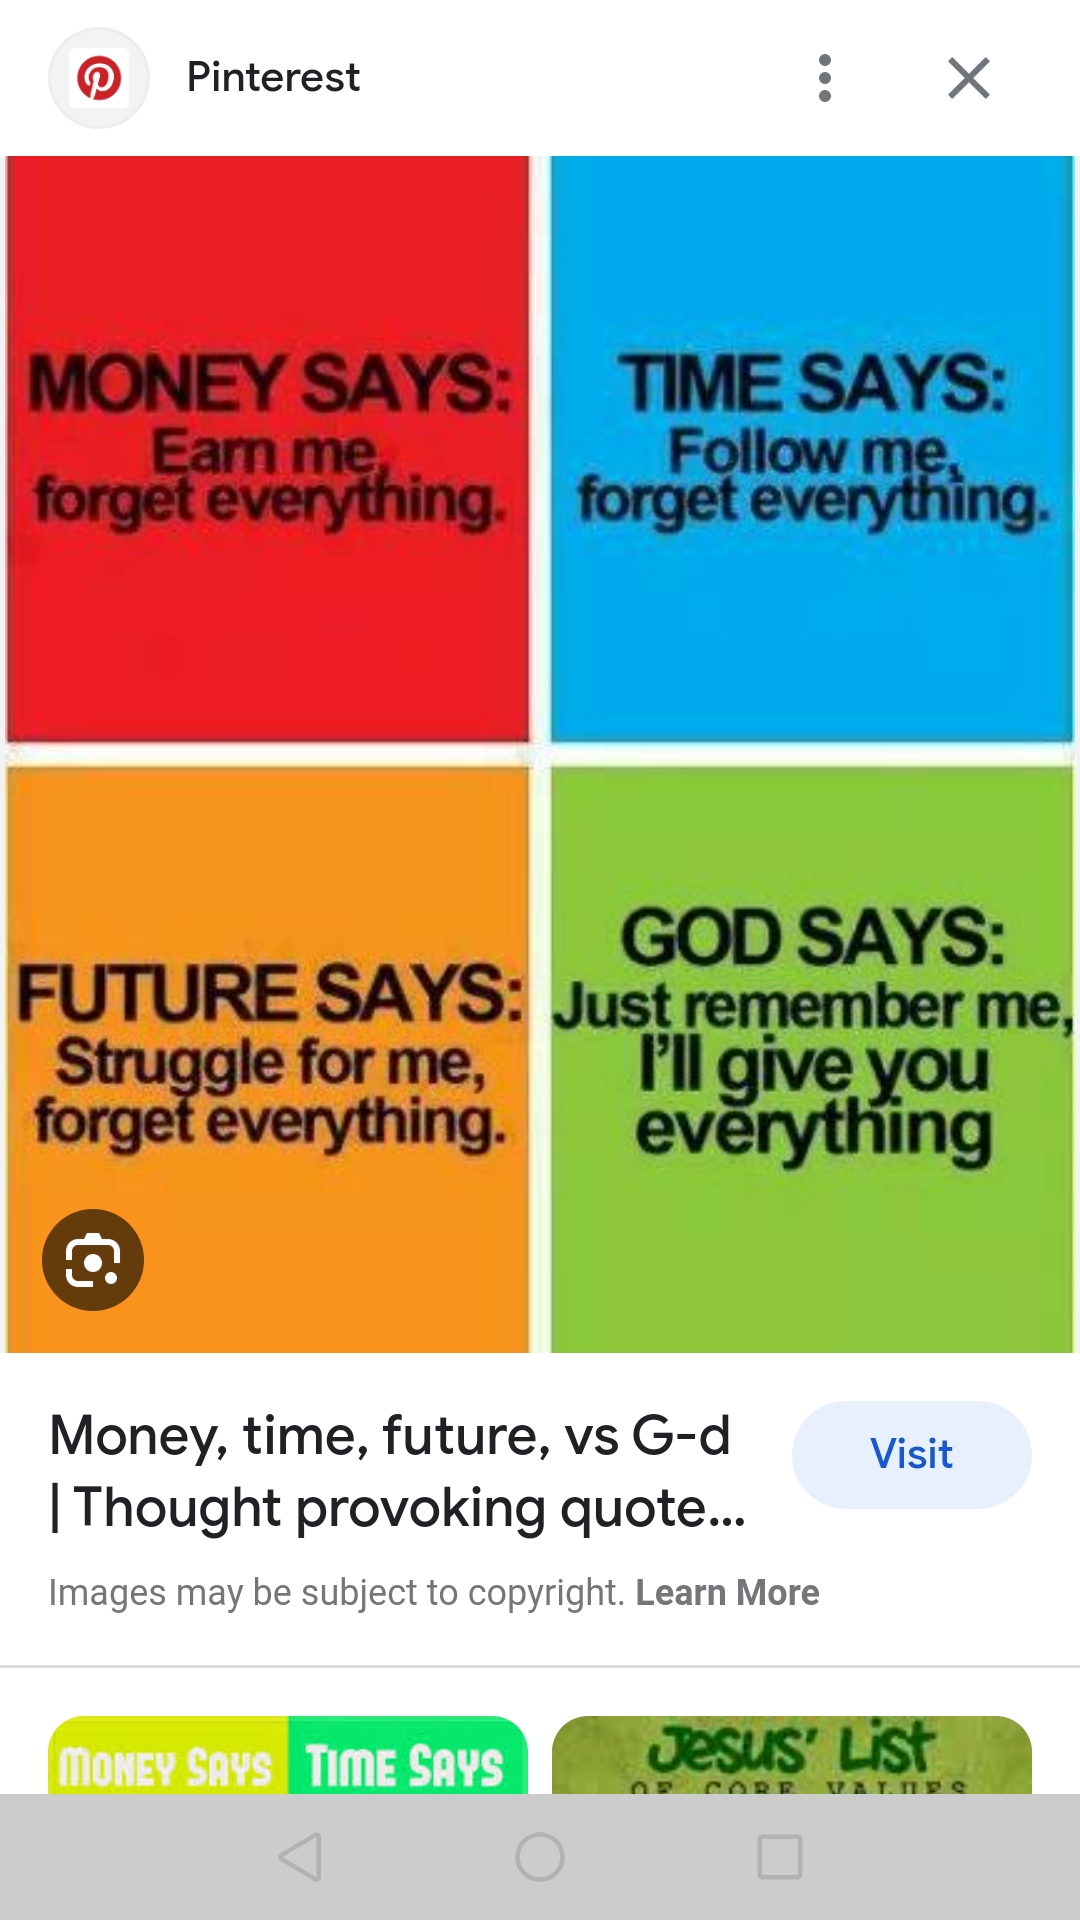 Pinterest
MONEY SAYS:
Earn me,
forget everything.
TIME SAYS:
Follow me,
forget everything.
FUTURE SAYS:
Struggle for me,
forget everything.
GOD SAYS:
Just remember me,
I'll give you
everything
Money, time, future, vs G-d
| Thought provoking quote...
Visit
Images may be subject to copyright. Learn More
MONEY SAYS
TIME SAYS
Jesus' List
OF CORE VALUES